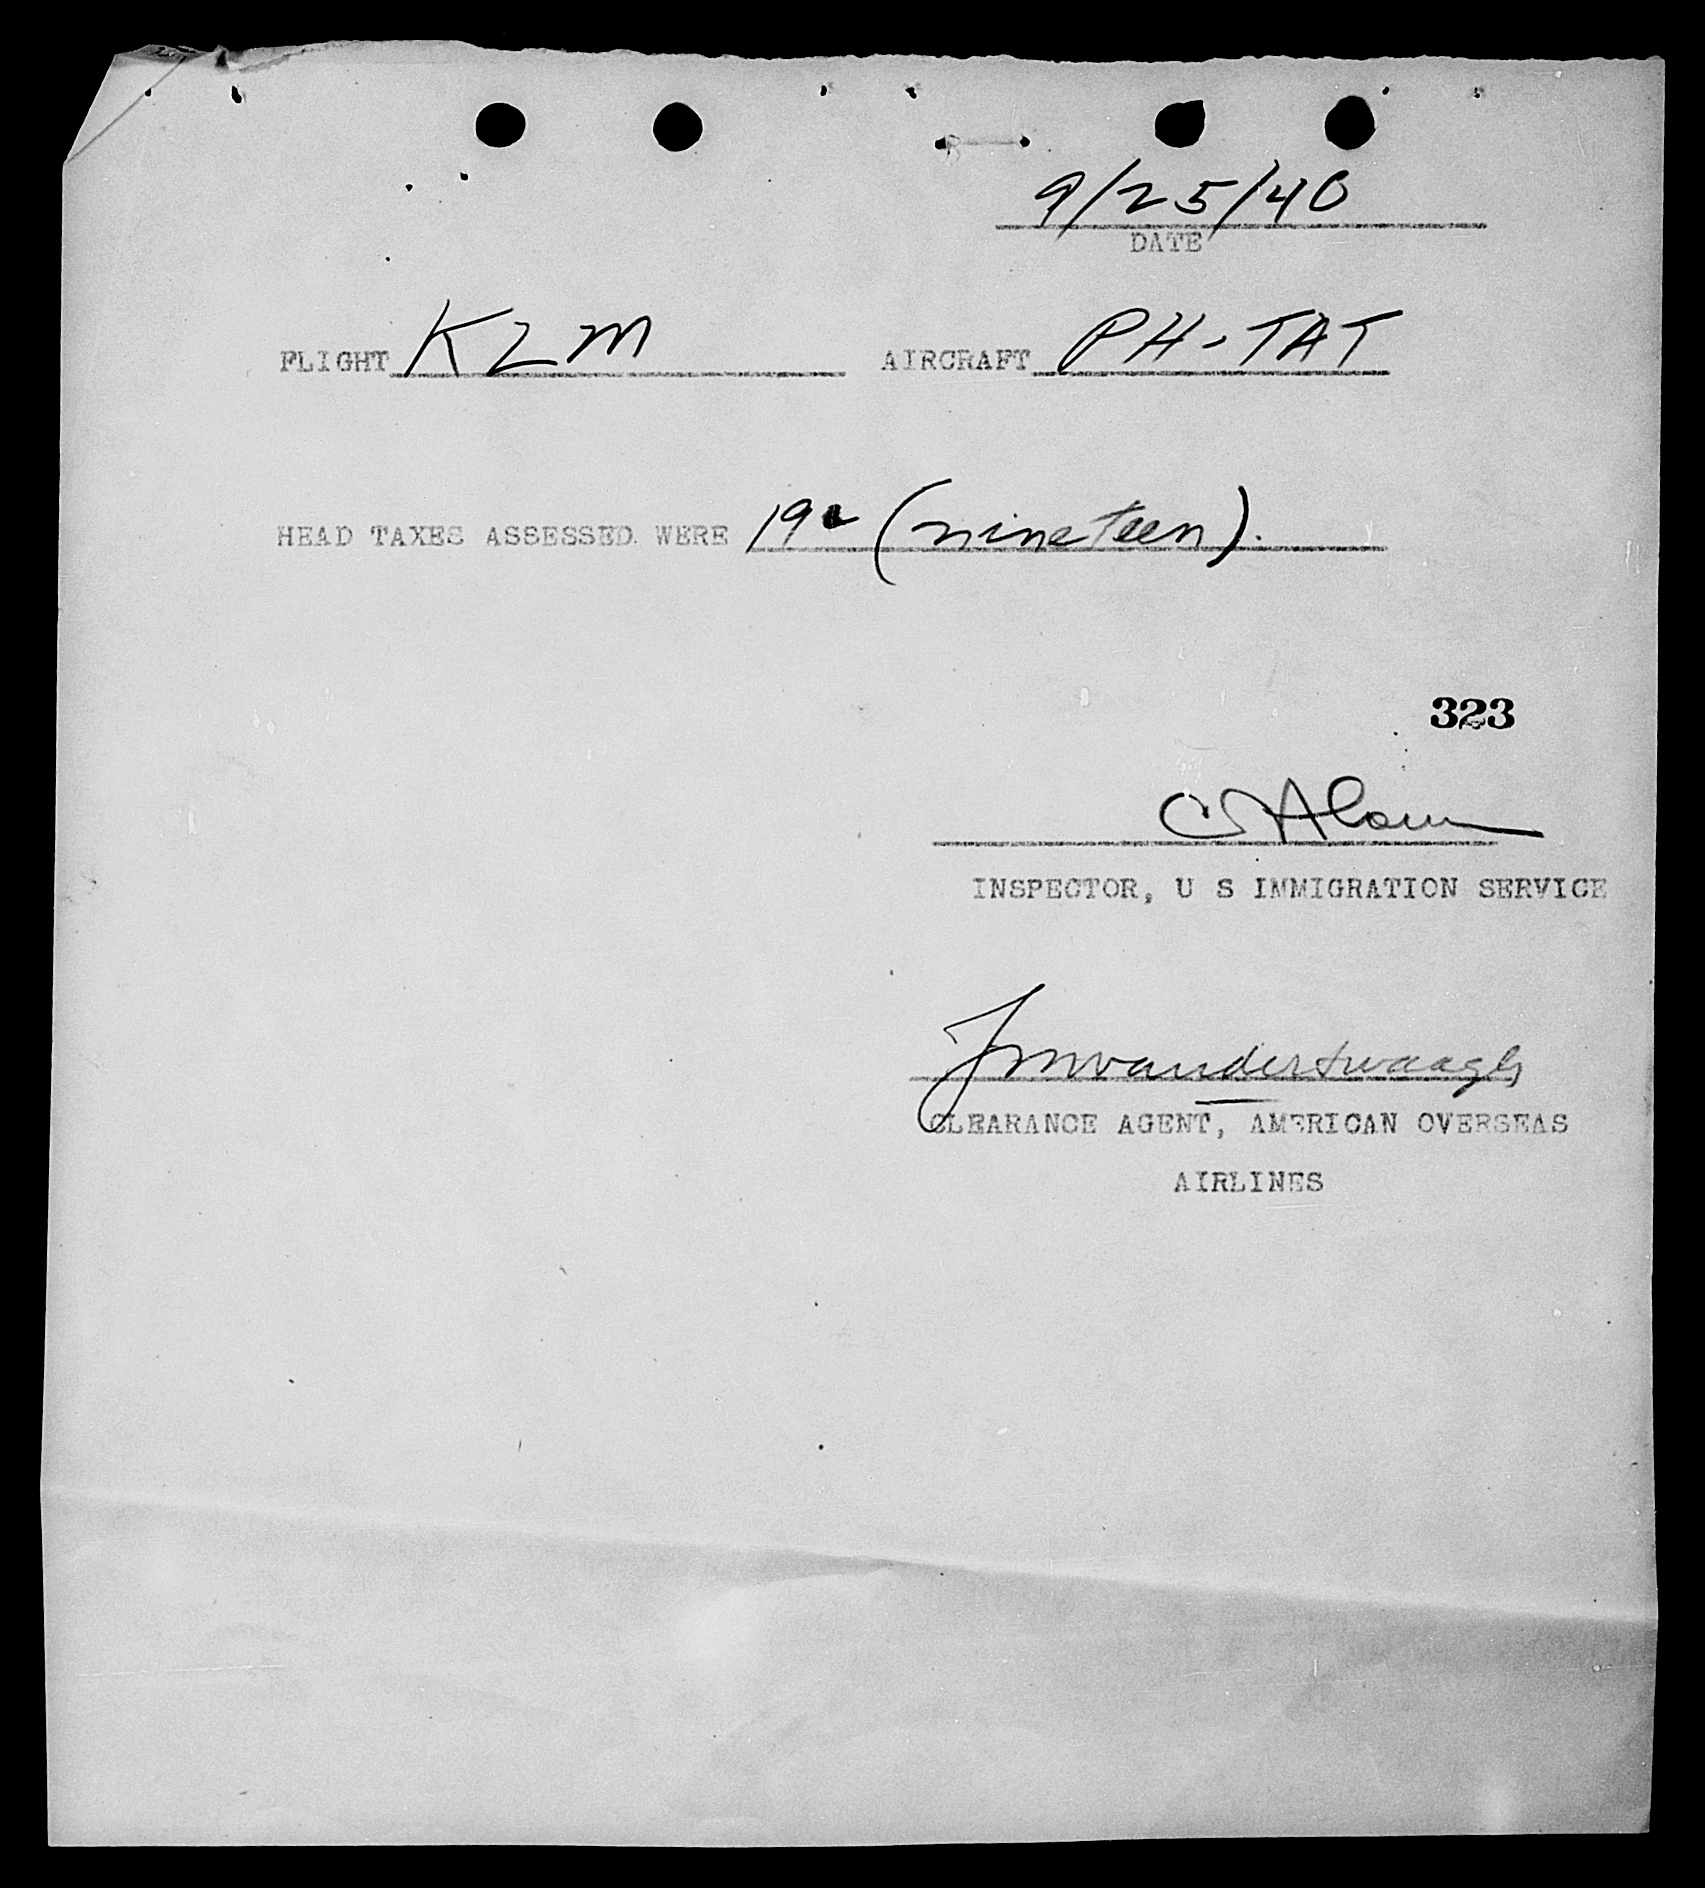 9/25/40
DATE
FLIGHT KLM AIRCRAFT PH-TAT
HEAD TAXES ASSESSED WERE 19 (nineteen).
323
INSPECTOR, U S IMMIGRATION SERVICE
CLEARANCE AGENT, AMERICAN OVERSEAS
AIRLINES